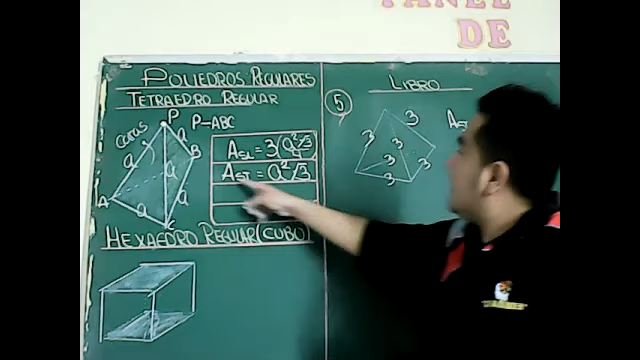 DE
POLIEDROS REGULARES
TETRAEDRO REGULAR
P
P-ABC
caras
a
a
B
a
A
a
a
A_SL = 3(a²√3/4)
A_ST = a²√3
HEXAEDRO REGULAR (CUBO)
LIBRO
5
3
3
3
3
3
3